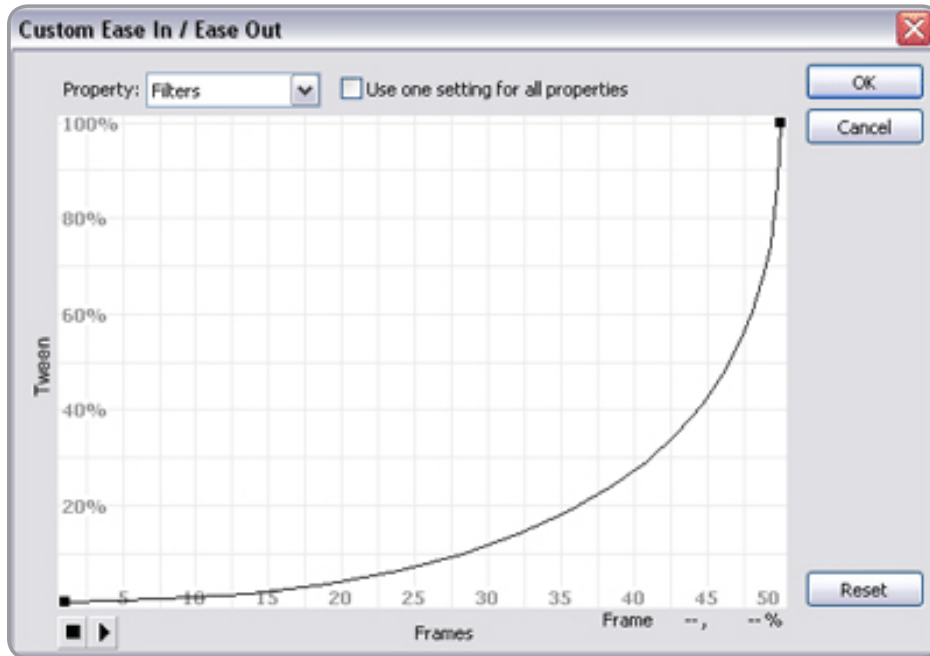 Custom Ease In / Ease Out
Property: Filters Use one setting for all properties OK
Cancel
100%
80%
60%
40%
20%
Tween
5 10 15 20 25 30 35 40 45 50
Frame --, --%
Frames
Reset